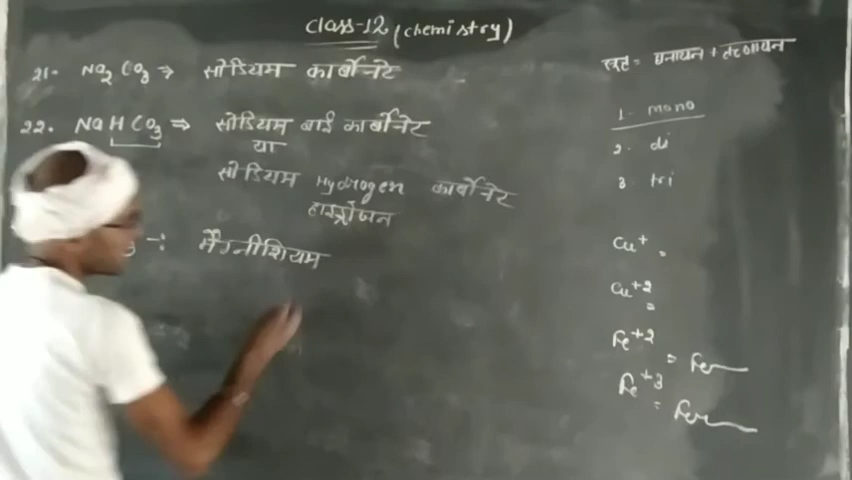 Class-12 (chemistry)
21. Na2CO3 ⇒ सोडियम कार्बोनेट
22. NaHCO3 ⇒ सोडियम बाई कार्बोनेट
या
सोडियम Hydrogen कार्बोनेट
हाइड्रोजन
-: मैग्नीशियम
लवण = धनायन + ऋणायन
1. mono
2. di
3. tri
Cu+ =
Cu+2 =
Fe+2 =
Fe+3 =